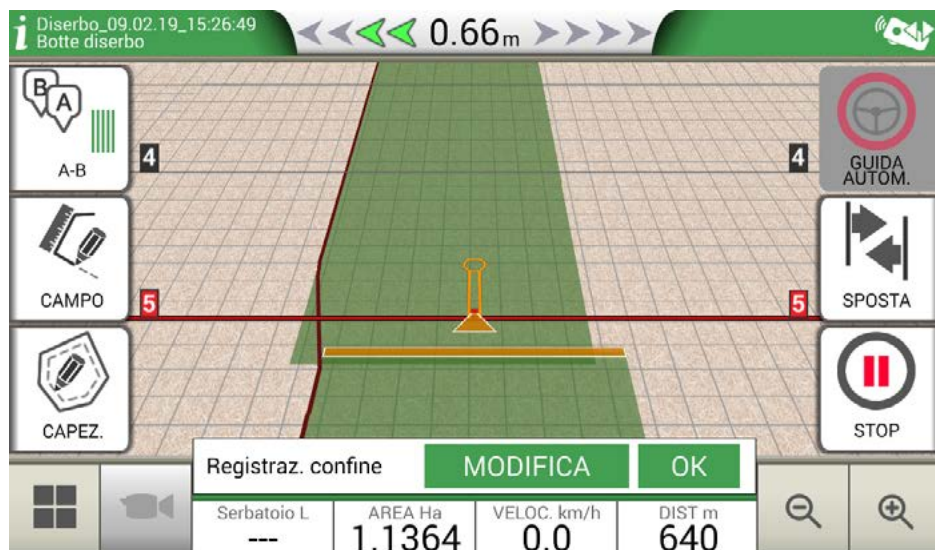 Diserbo_09.02.19_15:26:49
Botte diserbo
0.66m
B
A
A-B
4
4
GUIDA
AUTOM.
CAMPO
5
5
SPOSTA
CAPEZ.
STOP
Registraz. confine
MODIFICA
OK
Serbatoio L
AREA Ha
VELOC. km/h
DIST m
---
1.1364
0.0
640